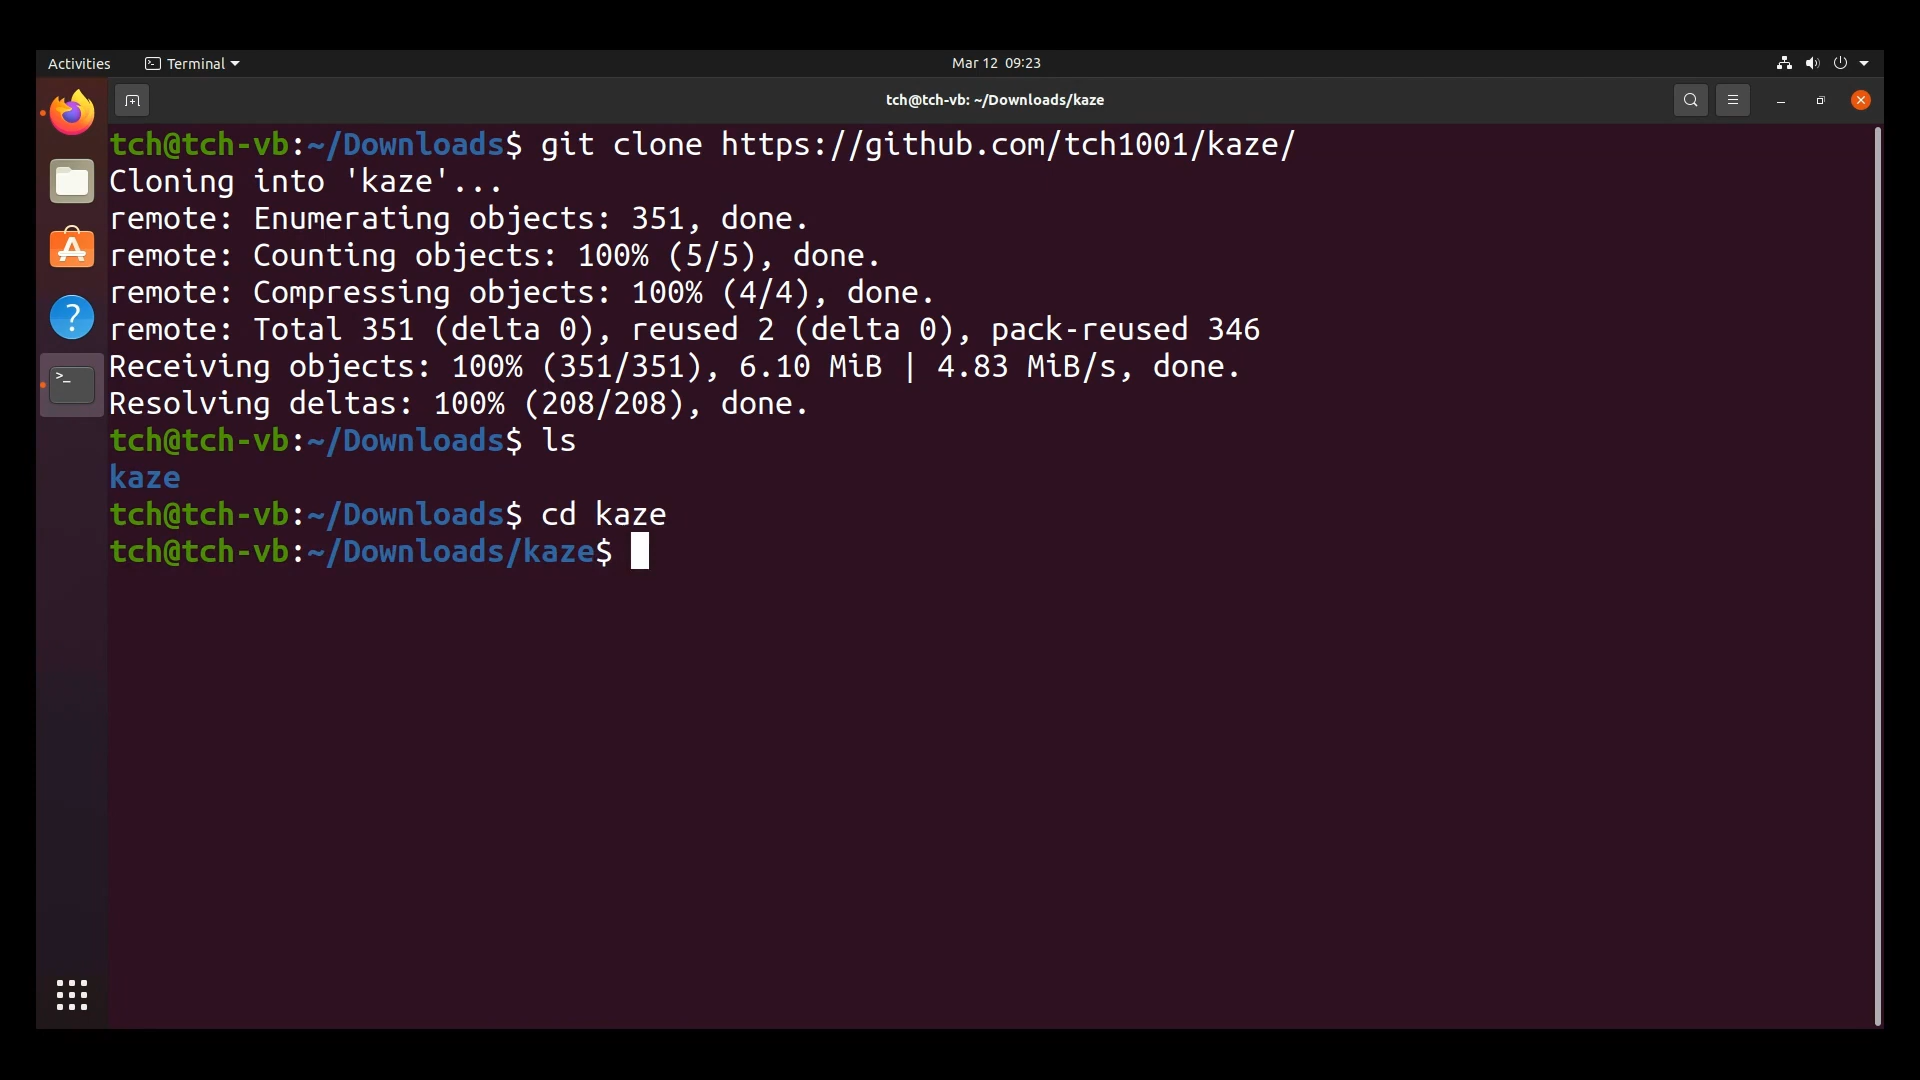 Activities
Terminal
Mar 12 09:23
tch@tch-vb: ~/Downloads/kaze
tch@tch-vb:~/Downloads$ git clone https://github.com/tch1001/kaze/
Cloning into 'kaze'...
remote: Enumerating objects: 351, done.
remote: Counting objects: 100% (5/5), done.
remote: Compressing objects: 100% (4/4), done.
remote: Total 351 (delta 0), reused 2 (delta 0), pack-reused 346
Receiving objects: 100% (351/351), 6.10 MiB | 4.83 MiB/s, done.
Resolving deltas: 100% (208/208), done.
tch@tch-vb:~/Downloads$ ls
kaze
tch@tch-vb:~/Downloads$ cd kaze
tch@tch-vb:~/Downloads/kaze$